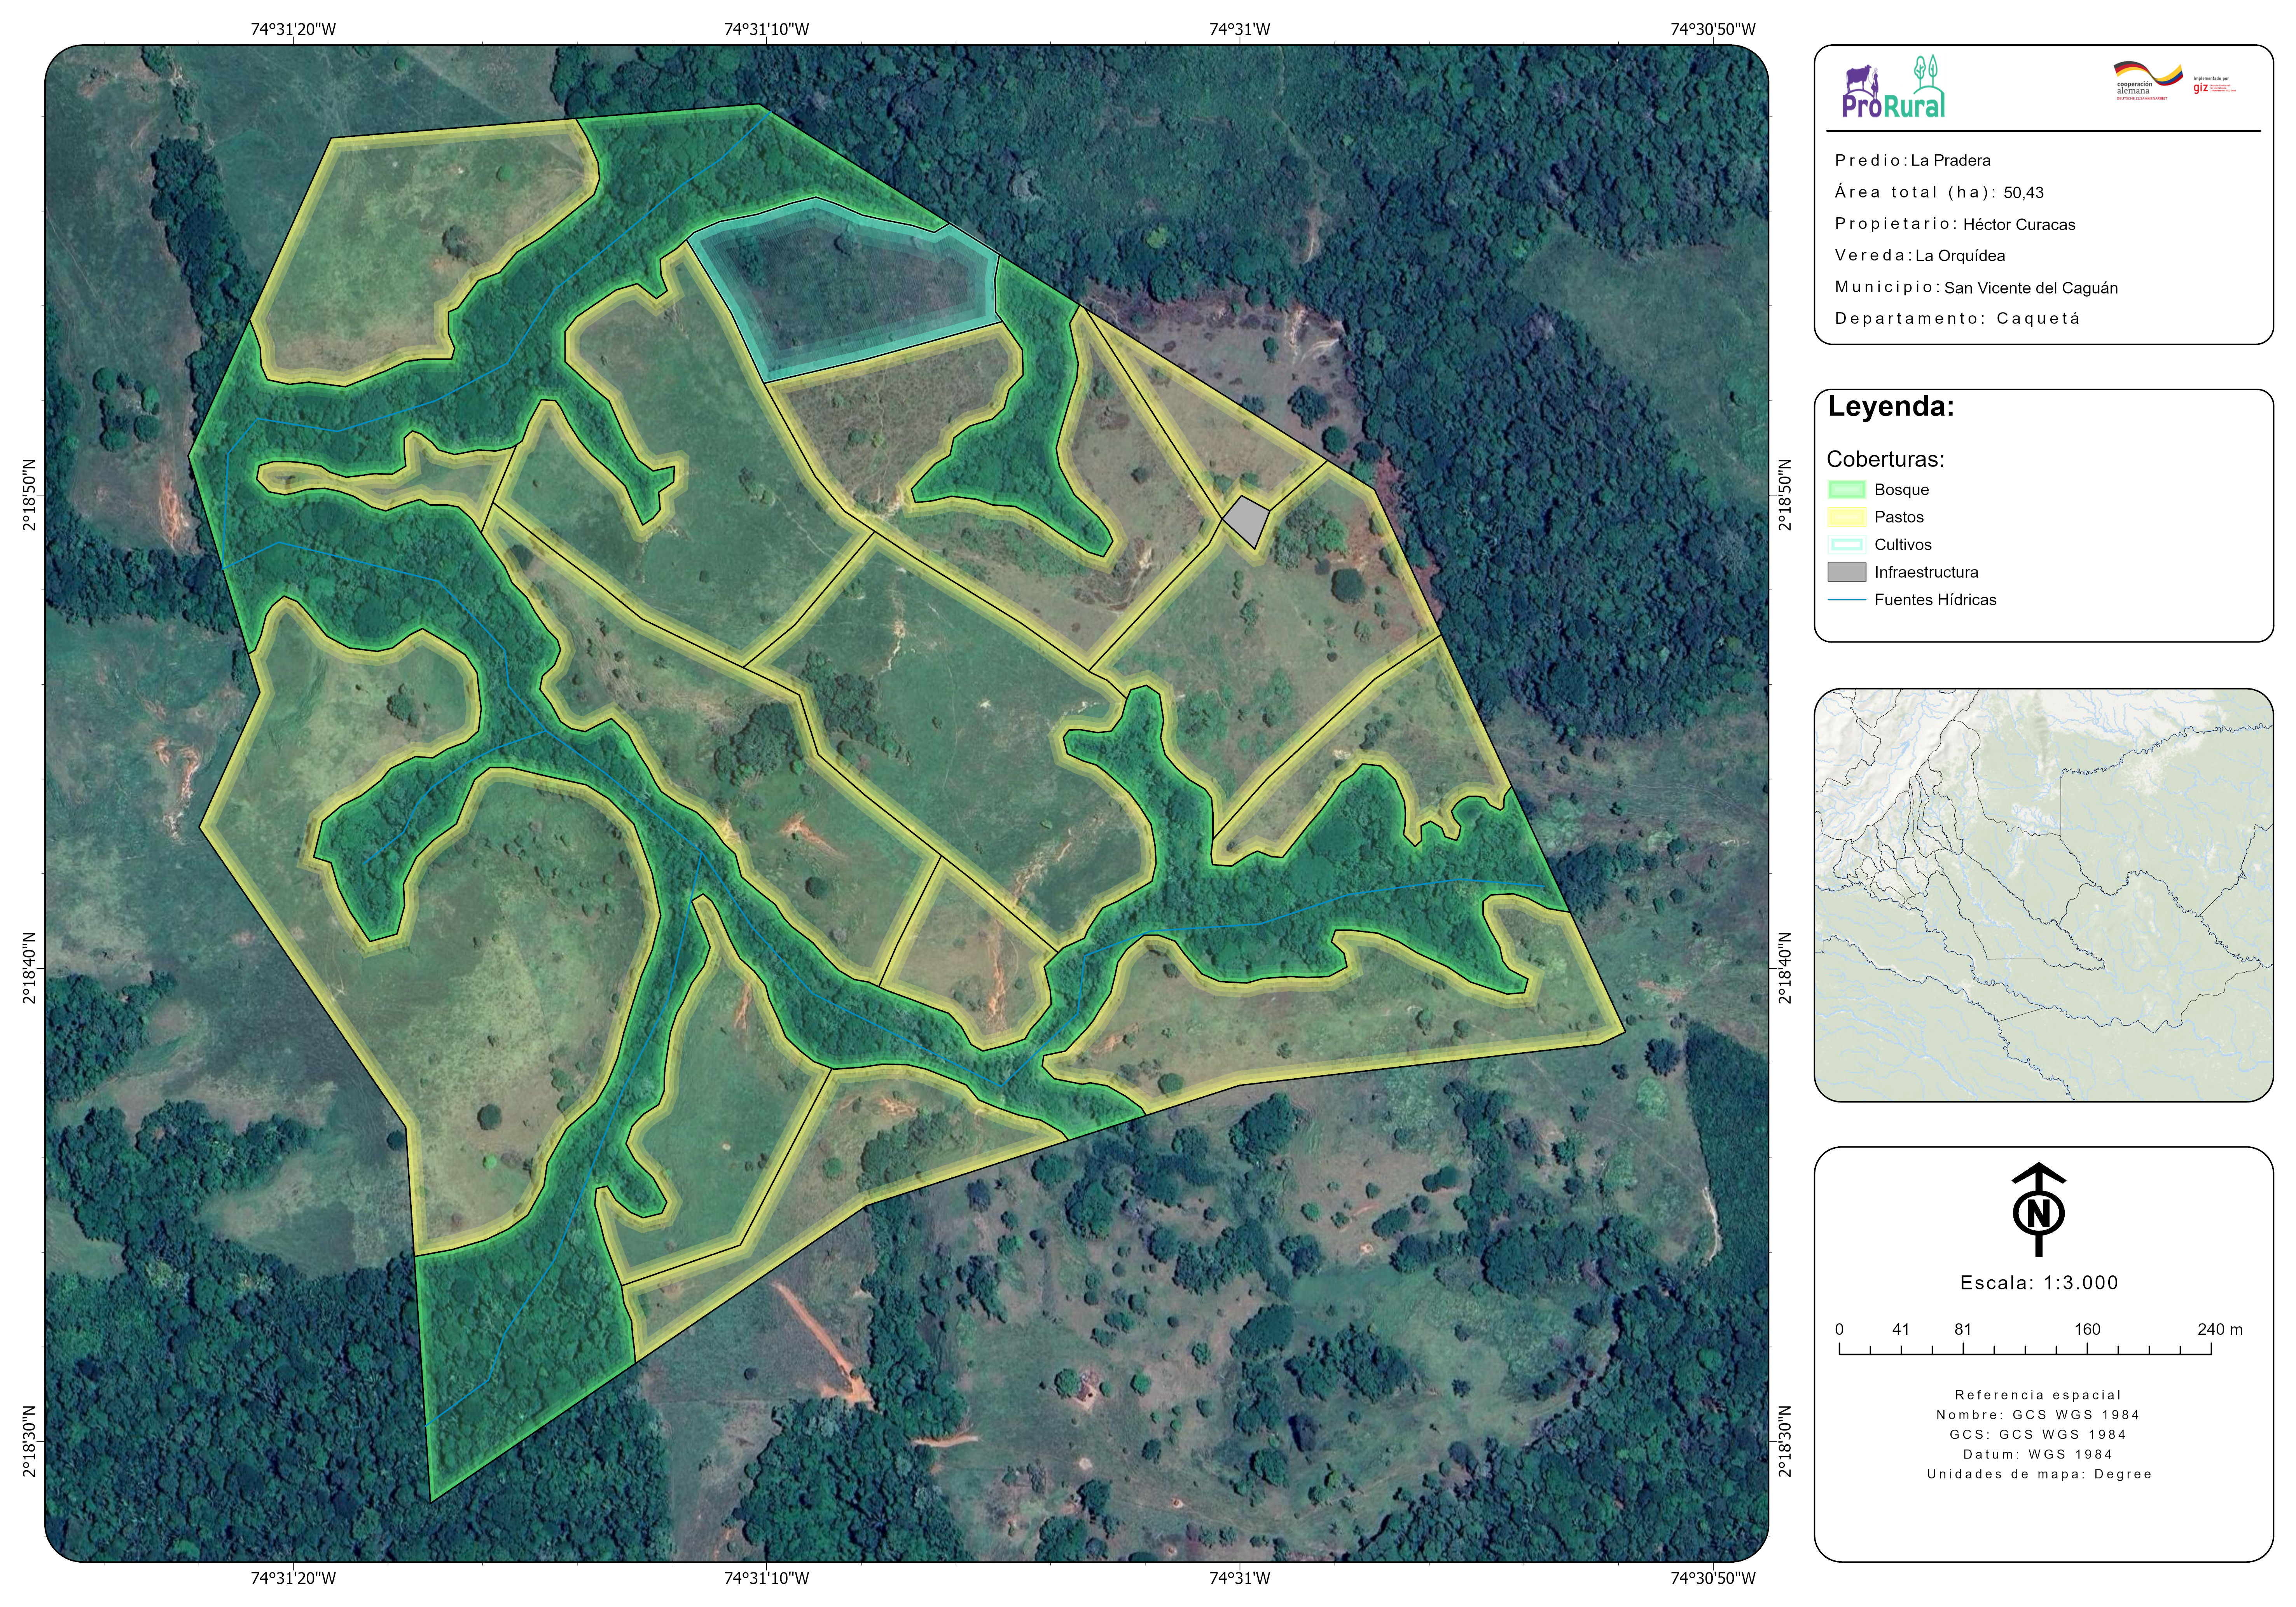 74°31'20"W 74°31'10"W 74°31'W 74°30'50"W
2°18'50"N 2°18'50"N
2°18'40"N 2°18'40"N
2°18'30"N 2°18'30"N
74°31'20"W 74°31'10"W 74°31'W 74°30'50"W
ProRural
cooperación
alemana
DEUTSCHE ZUSAMMENARBEIT
Implementada por
giz
Predio: La Pradera
Área total (ha): 50,43
Propietario: Héctor Curacas
Vereda: La Orquídea
Municipio: San Vicente del Caguán
Departamento: Caquetá
Leyenda:
Coberturas:
Bosque
Pastos
Cultivos
Infraestructura
Fuentes Hídricas
N
Escala: 1:3.000
0 41 81 160 240 m
Referencia espacial
Nombre: GCS WGS 1984
GCS: GCS WGS 1984
Datum: WGS 1984
Unidades de mapa: Degree